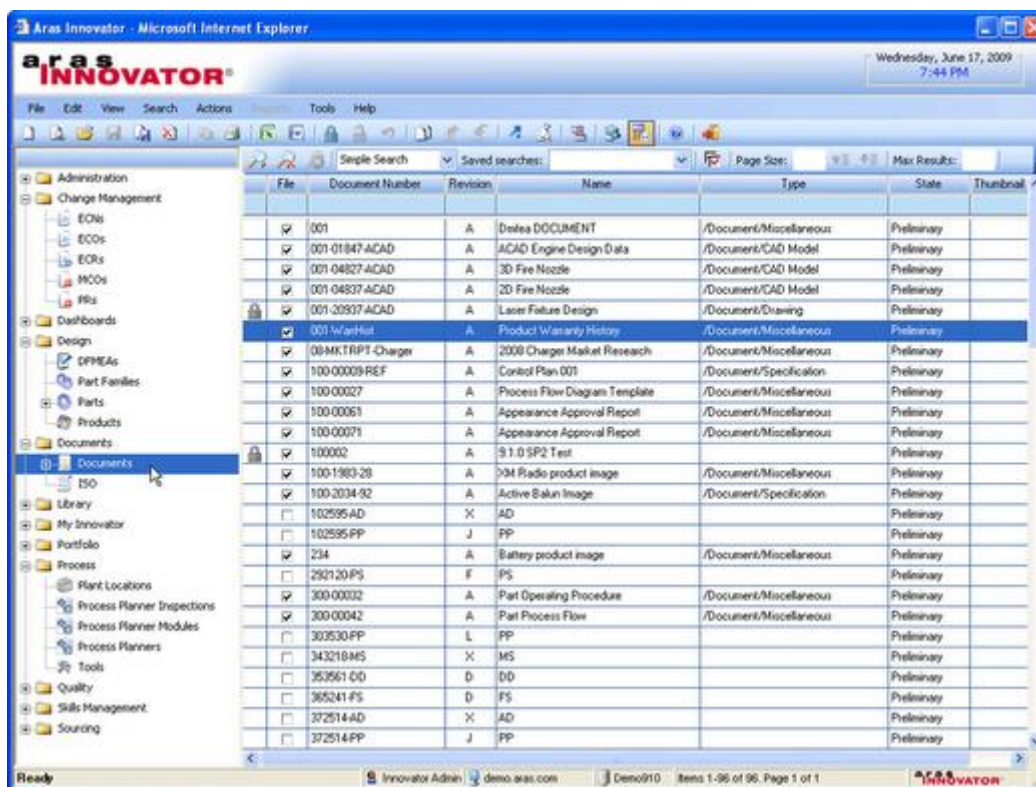 Aras Innovator - Microsoft Internet Explorer
aras INNOVATOR®
Wednesday, June 17, 2009
7:44 PM
File Edit View Search Actions Reports Tools Help
Simple Search Saved searches: Page Size: Max Results:
Administration
Change Management
ECNs
ECOs
ECRs
MCOs
PRs
Dashboards
Design
DFMEAs
Part Families
Parts
Products
Documents
Documents
ISO
Library
My Innovator
Portfolio
Process
Plant Locations
Process Planner Inspections
Process Planner Modules
Process Planners
Tools
Quality
Skills Management
Sourcing
File Document Number Revision Name Type State Thumbnail
001 A Dmfea DOCUMENT /Document/Miscellaneous Preliminary
001-01847-ACAD A ACAD Engine Design Data /Document/CAD Model Preliminary
001-04827-ACAD A 3D Fire Nozzle /Document/CAD Model Preliminary
001-04837-ACAD A 2D Fire Nozzle /Document/CAD Model Preliminary
001-20937-ACAD A Laser Fixture Design /Document/Drawing Preliminary
001-WarrHist A Product Warranty History /Document/Miscellaneous Preliminary
08-MKTRPT-Charger A 2008 Charger Market Research /Document/Miscellaneous Preliminary
100-00009-REF A Control Plan 001 /Document/Specification Preliminary
100-00027 A Process Flow Diagram Template /Document/Miscellaneous Preliminary
100-00061 A Appearance Approval Report /Document/Miscellaneous Preliminary
100-00071 A Appearance Approval Report /Document/Miscellaneous Preliminary
100002 A 9.1.0 SP2 Test Preliminary
100-1983-28 A XM Radio product image /Document/Miscellaneous Preliminary
100-2034-92 A Active Balun Image /Document/Specification Preliminary
102595-AD X AD Preliminary
102595-PP J PP Preliminary
234 A Battery product image /Document/Miscellaneous Preliminary
292120-PS F PS Preliminary
300-00032 A Part Operating Procedure /Document/Miscellaneous Preliminary
300-00042 A Part Process Flow /Document/Miscellaneous Preliminary
303530-PP L PP Preliminary
343218-MS X MS Preliminary
353561-DD D DD Preliminary
365241-FS D FS Preliminary
372514-AD X AD Preliminary
372514-PP J PP Preliminary
Ready Innovator Admin demo.aras.com Demo910 Items 1-96 of 96. Page 1 of 1 aras INNOVATOR